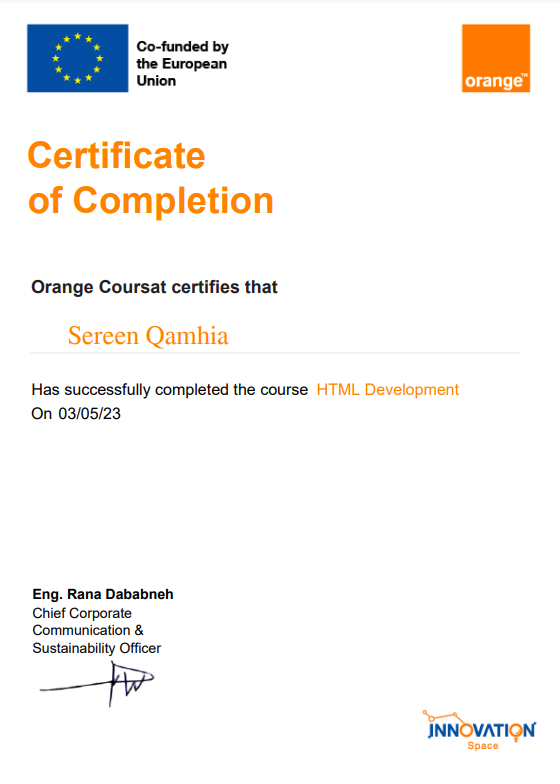 Co-funded by
the European
Union
orange™
Certificate
of Completion
Orange Coursat certifies that
Sereen Qamhia
Has successfully completed the course HTML Development
On 03/05/23
Eng. Rana Dababneh
Chief Corporate
Communication &
Sustainability Officer
INNOVATION
Space